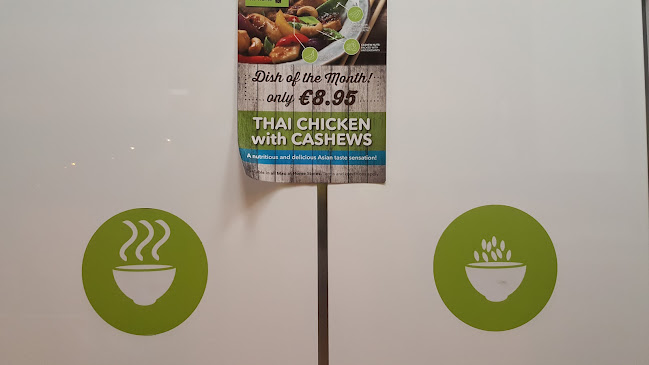 Dish of the Month!
only €8.95
THAI CHICKEN
with CASHEWS
A nutritious and delicious Asian taste sensation!